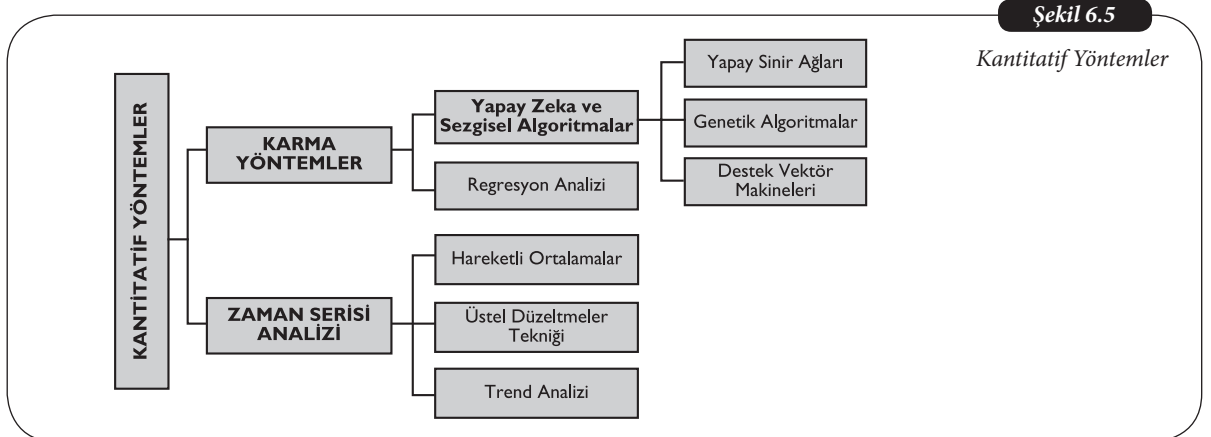 Şekil 6.5
Kantitatif Yöntemler
KANTİTATİF YÖNTEMLER
KARMA
YÖNTEMLER
Yapay Zeka ve
Sezgisel Algoritmalar
Yapay Sinir Ağları
Genetik Algoritmalar
Destek Vektör
Makineleri
Regresyon Analizi
ZAMAN SERİSİ
ANALİZİ
Hareketli Ortalamalar
Üstel Düzeltmeler
Tekniği
Trend Analizi